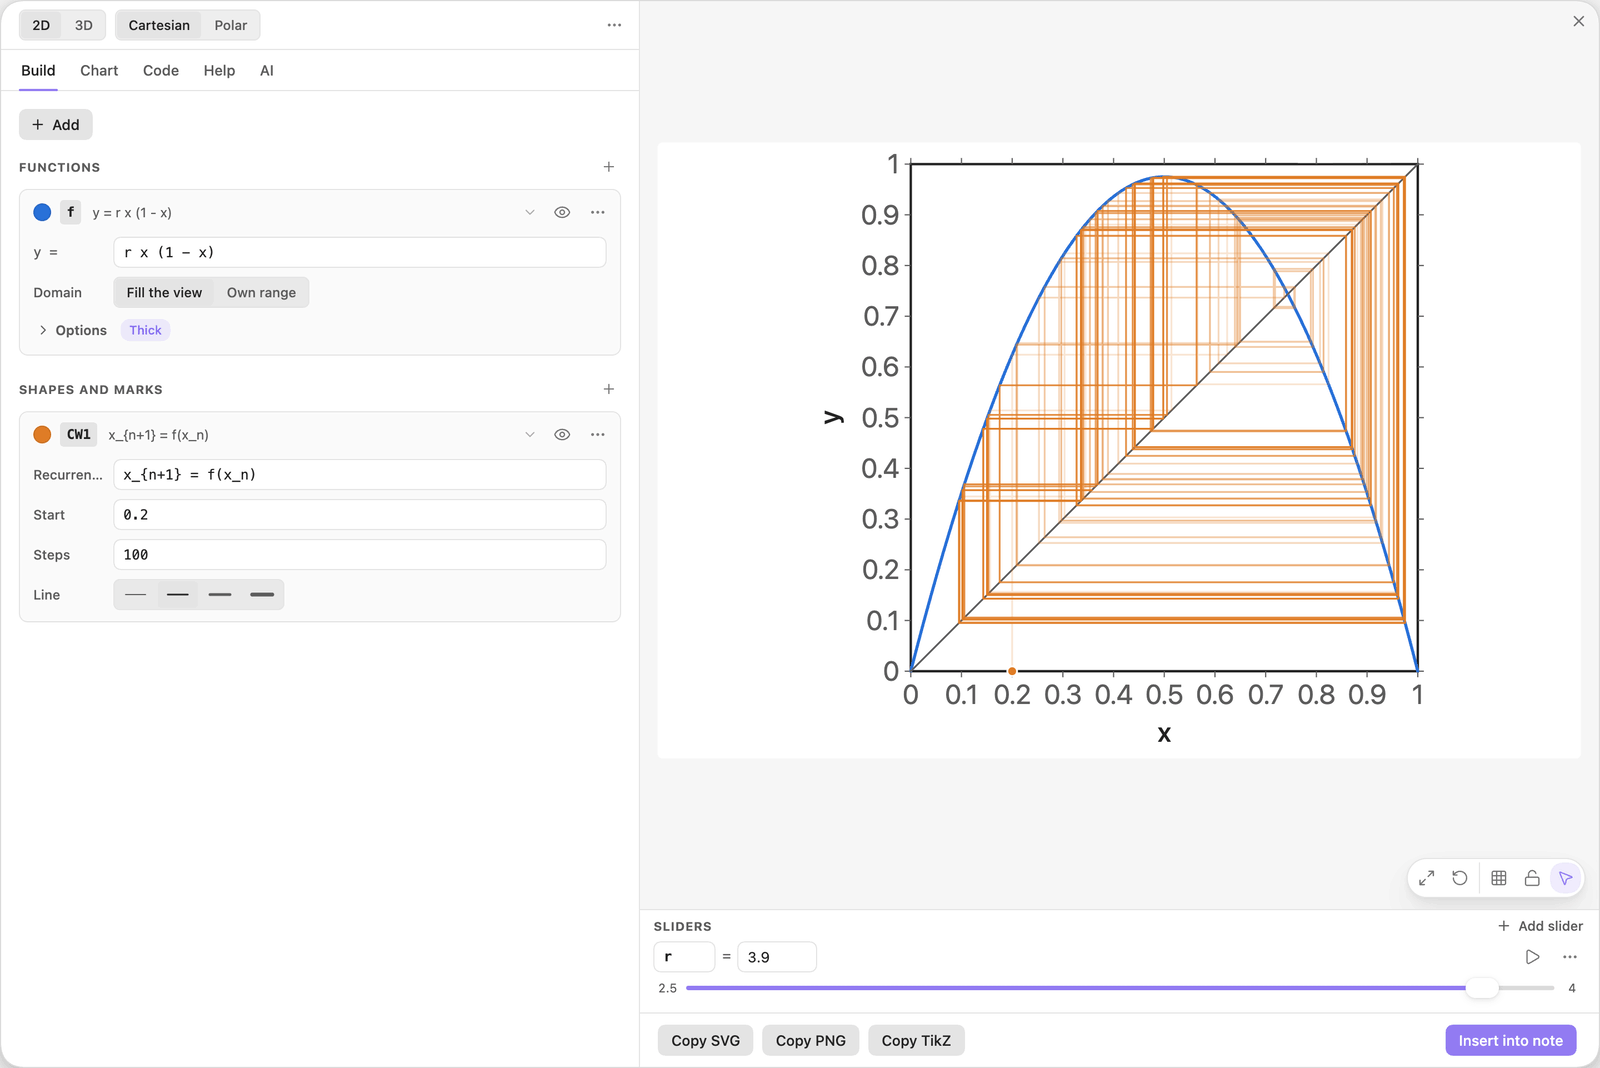 2D 3D Cartesian Polar
Build Chart Code Help AI
+ Add
FUNCTIONS
f y = r x (1 - x)
y = r x (1 − x)
Domain Fill the view Own range
Options Thick
SHAPES AND MARKS
CW1 x_{n+1} = f(x_n)
Recurren... x_{n+1} = f(x_n)
Start 0.2
Steps 100
Line
1
0.9
0.8
0.7
0.6
0.5
0.4
0.3
0.2
0.1
0
y
0 0.1 0.2 0.3 0.4 0.5 0.6 0.7 0.8 0.9 1
x
SLIDERS + Add slider
r = 3.9
2.5 4
Copy SVG Copy PNG Copy TikZ Insert into note